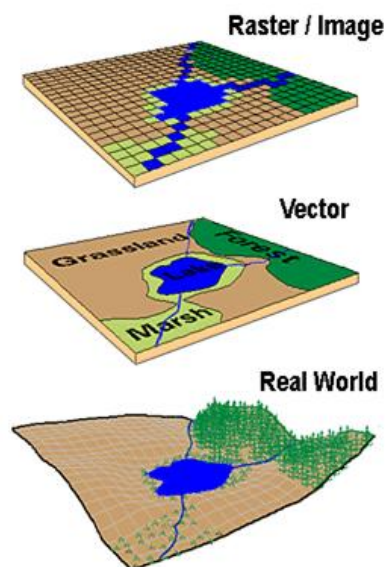 Raster / Image
Vector
Grassland
Forest
Lake
Marsh
Real World